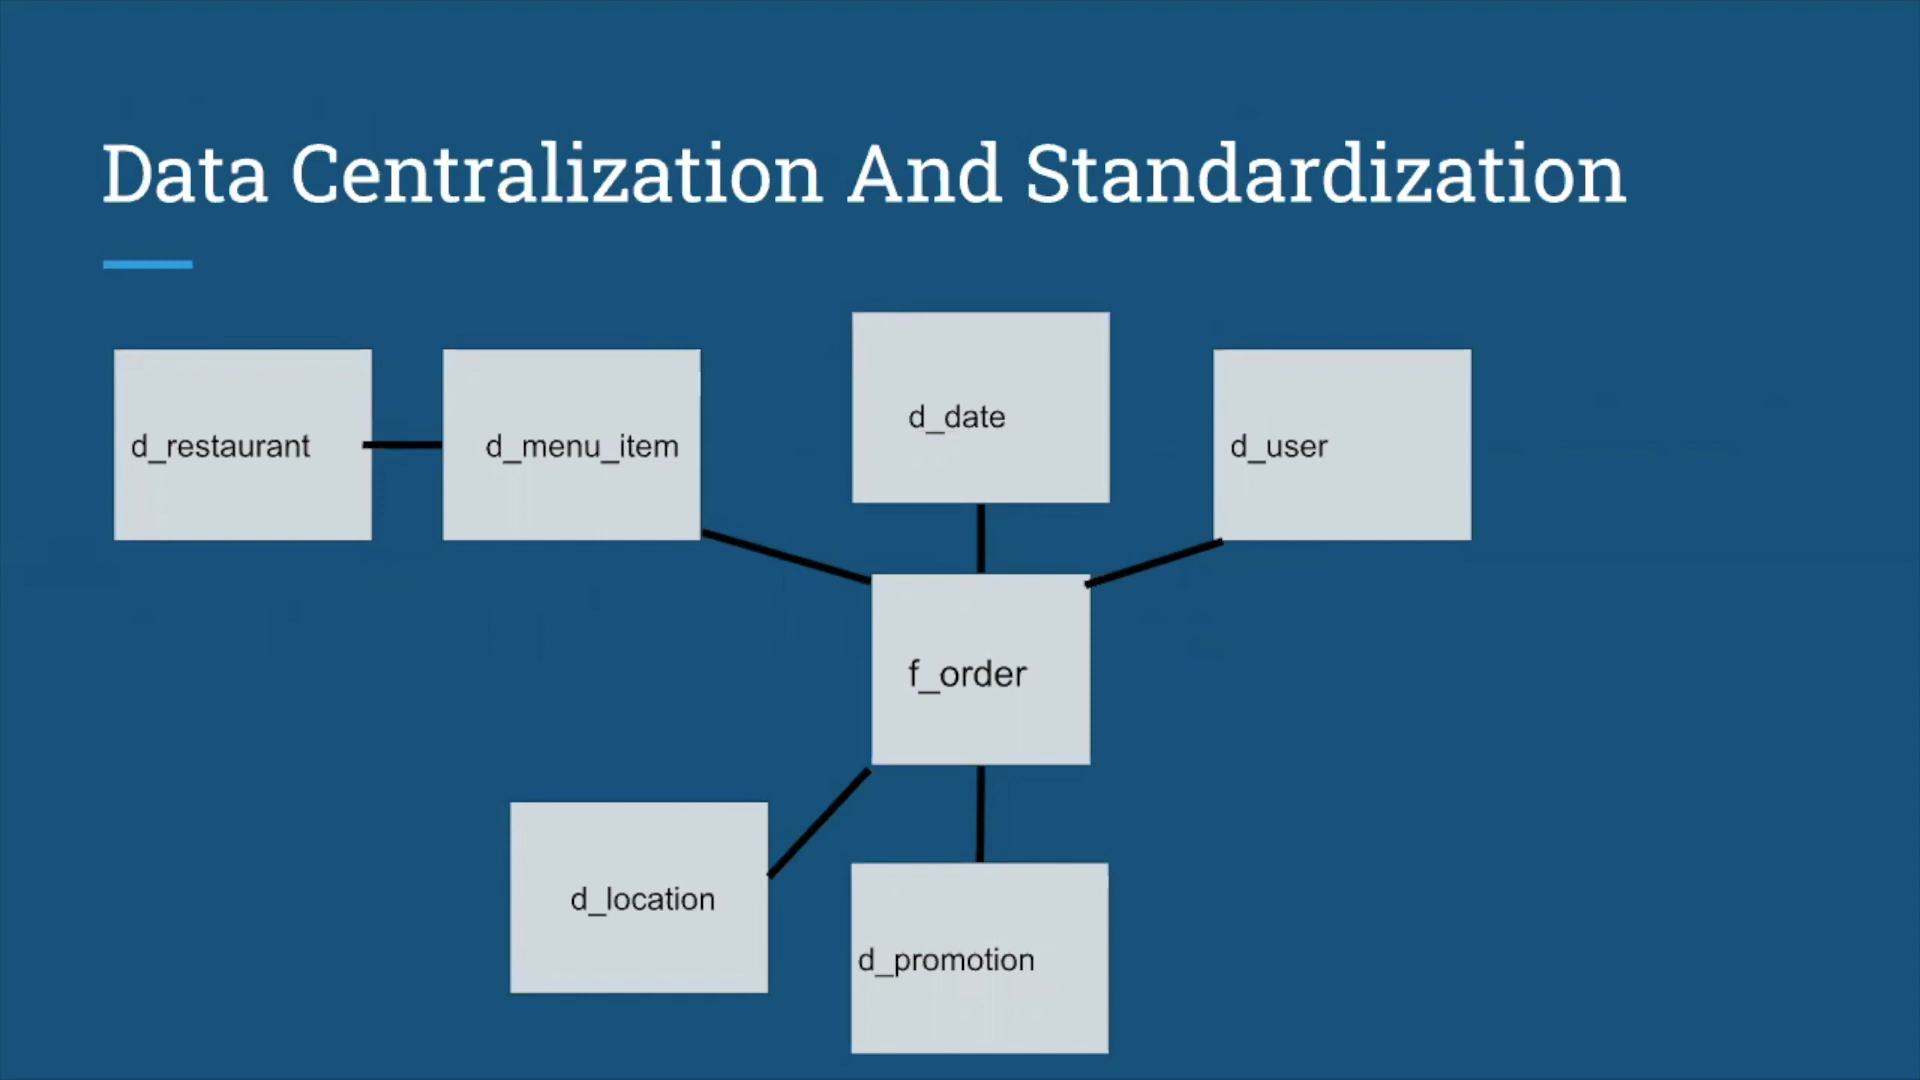 Data Centralization And Standardization
d_restaurant
d_menu_item
d_date
d_user
f_order
d_location
d_promotion